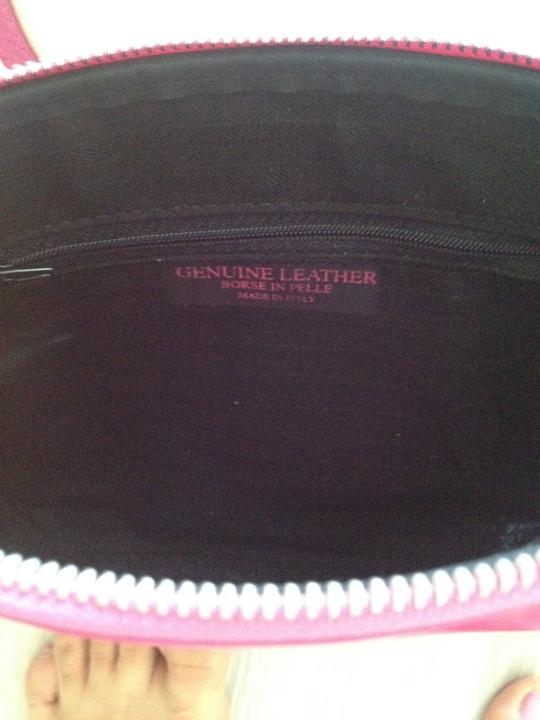 GENUINE LEATHER
BORSE IN PELLE
MADE IN ITALY